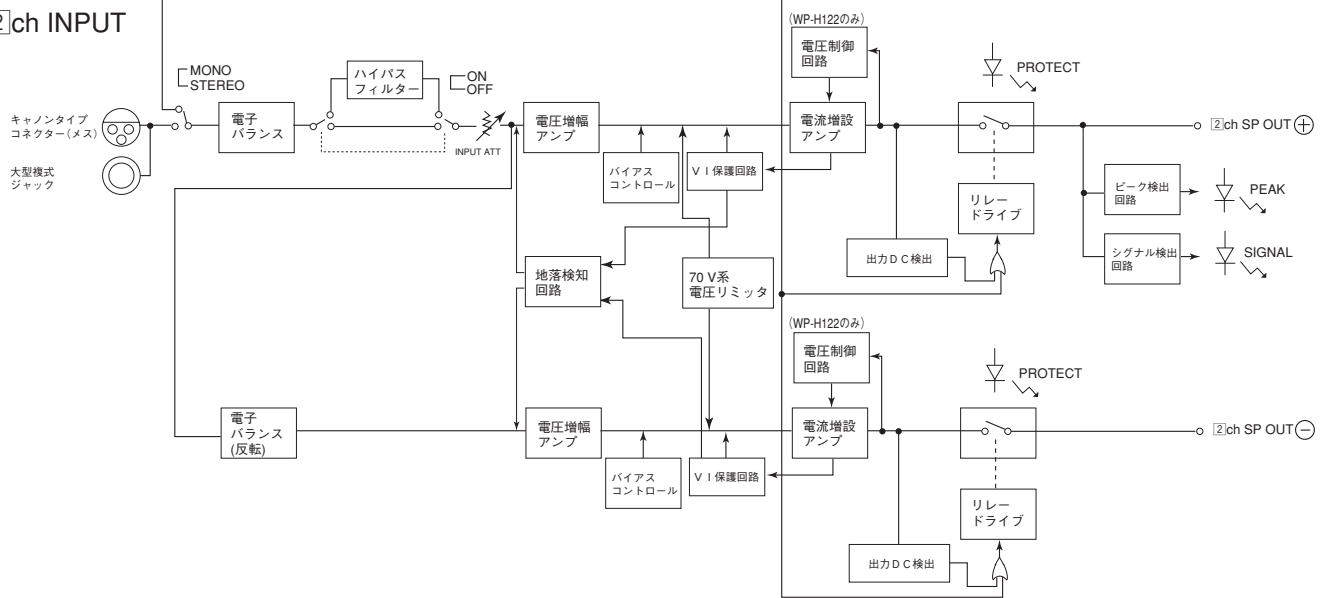 2ch INPUT
MONO
STEREO
キャノンタイプ
コネクター(メス)
大型複式
ジャック
電子
バランス
ハイパス
フィルター
ON
OFF
INPUT ATT
電圧増幅
アンプ
バイアス
コントロール
VI保護回路
(WP-H122のみ)
電圧制御
回路
電流増設
アンプ
PROTECT
リレー
ドライブ
出力DC検出
2ch SP OUT+
ピーク検出
回路
PEAK
シグナル検出
回路
SIGNAL
地落検知
回路
70 V系
電圧リミッタ
電子
バランス
(反転)
電圧増幅
アンプ
バイアス
コントロール
VI保護回路
(WP-H122のみ)
電圧制御
回路
電流増設
アンプ
PROTECT
リレー
ドライブ
出力DC検出
2ch SP OUT−